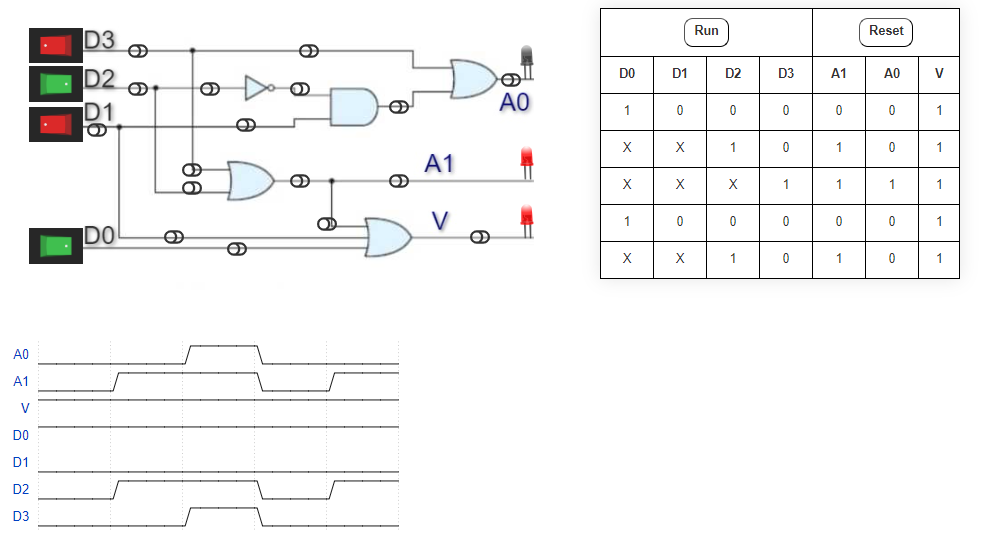 D3
D2
D1
A0
A1
V
D0
Run Reset
D0 D1 D2 D3 A1 A0 V
1 0 0 0 0 0 1
X X 1 0 1 0 1
X X X 1 1 1 1
1 0 0 0 0 0 1
X X 1 0 1 0 1
A0
A1
V
D0
D1
D2
D3